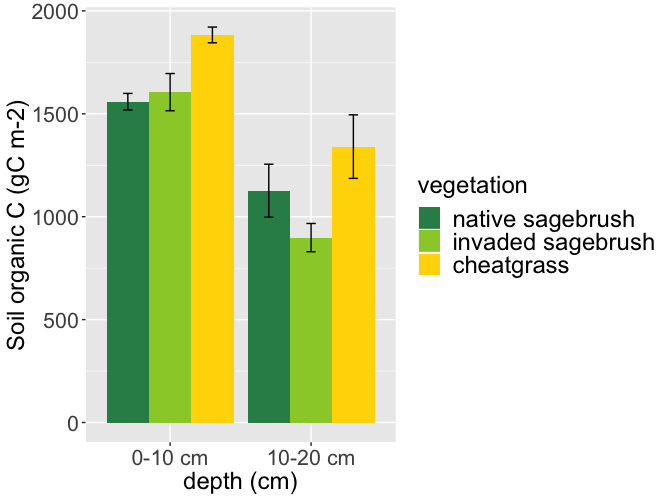 2000
1500
1000
500
0
Soil organic C (gC m-2)
0-10 cm 10-20 cm
depth (cm)
vegetation
native sagebrush
invaded sagebrush
cheatgrass